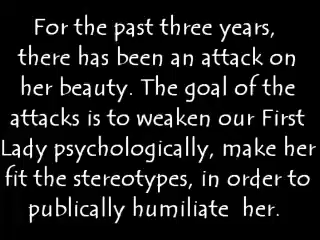 For the past three years,
there has been an attack on
her beauty. The goal of the
attacks is to weaken our First
Lady psychologically, make her
fit the stereotypes, in order to
publically humiliate her.